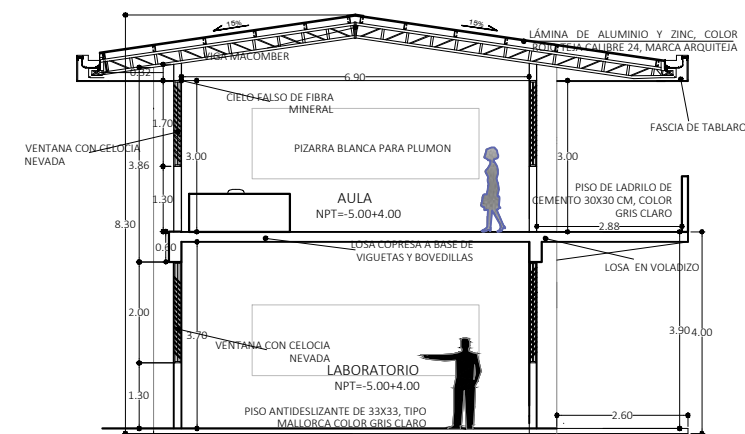 15%
15%
LÁMINA DE ALUMINIO Y ZINC, COLOR
ROJO TEJA CALIBRE 24, MARCA ARQUITEJA
VIGA MACOMBER
0.32
6.90
CIELO FALSO DE FIBRA
MINERAL
1.70
FASCIA DE TABLARO
VENTANA CON CELOCIA
NEVADA
3.86
3.00
PIZARRA BLANCA PARA PLUMON
3.00
1.30
AULA
NPT=-5.00+4.00
PISO DE LADRILO DE
CEMENTO 30X30 CM, COLOR
GRIS CLARO
8.30
2.88
0.60
LOSA COPRESA A BASE DE
VIGUETAS Y BOVEDILLAS
LOSA EN VOLADIZO
2.00
3.70
VENTANA CON CELOCIA
NEVADA
3.90
4.00
LABORATORIO
NPT=-5.00+4.00
1.30
PISO ANTIDESLIZANTE DE 33X33, TIPO
MALLORCA COLOR GRIS CLARO
2.60